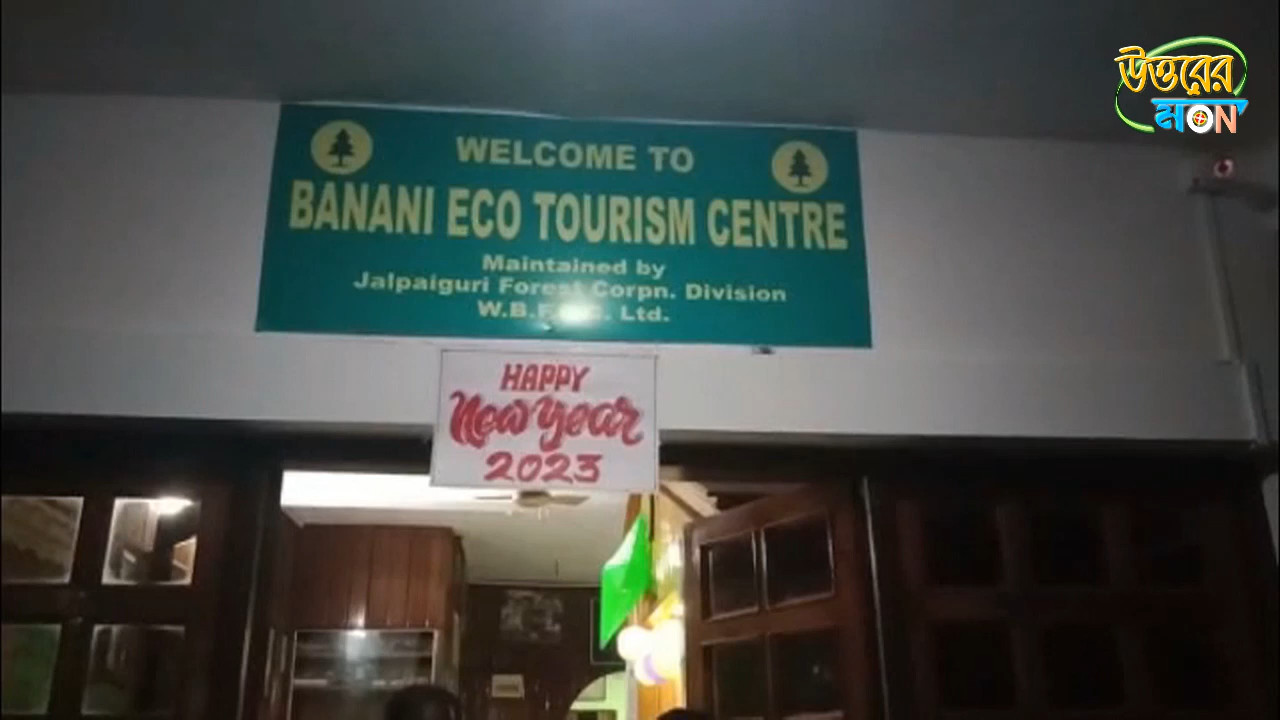 উত্তরের
মON
WELCOME TO
BANANI ECO TOURISM CENTRE
Maintained by
Jalpaiguri Forest Corpn. Division
Ltd.
HAPPY
New year
2023